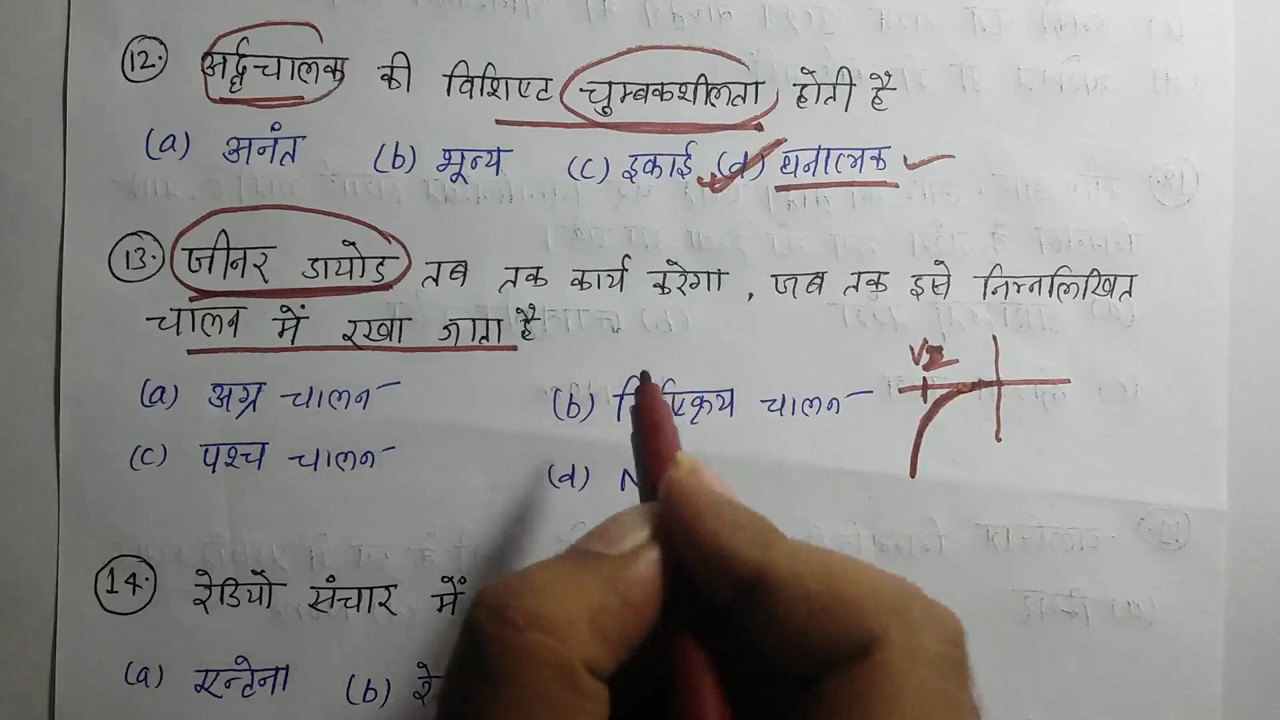 12. अर्द्धचालक की विशिष्ट चुम्बकशीलता होती है
(a) अनंत (b) शून्य (c) इकाई (d) धनात्मक
13. जीनर डायोड तब तक कार्य करेगा, जब तक इसे निम्नलिखित
चालन में रखा जाता है
(a) अग्र चालन (b) चालन
Vz
(c) पश्च चालन (d)
14. रेडियो संचार में
(a) एन्टेना (b) रे